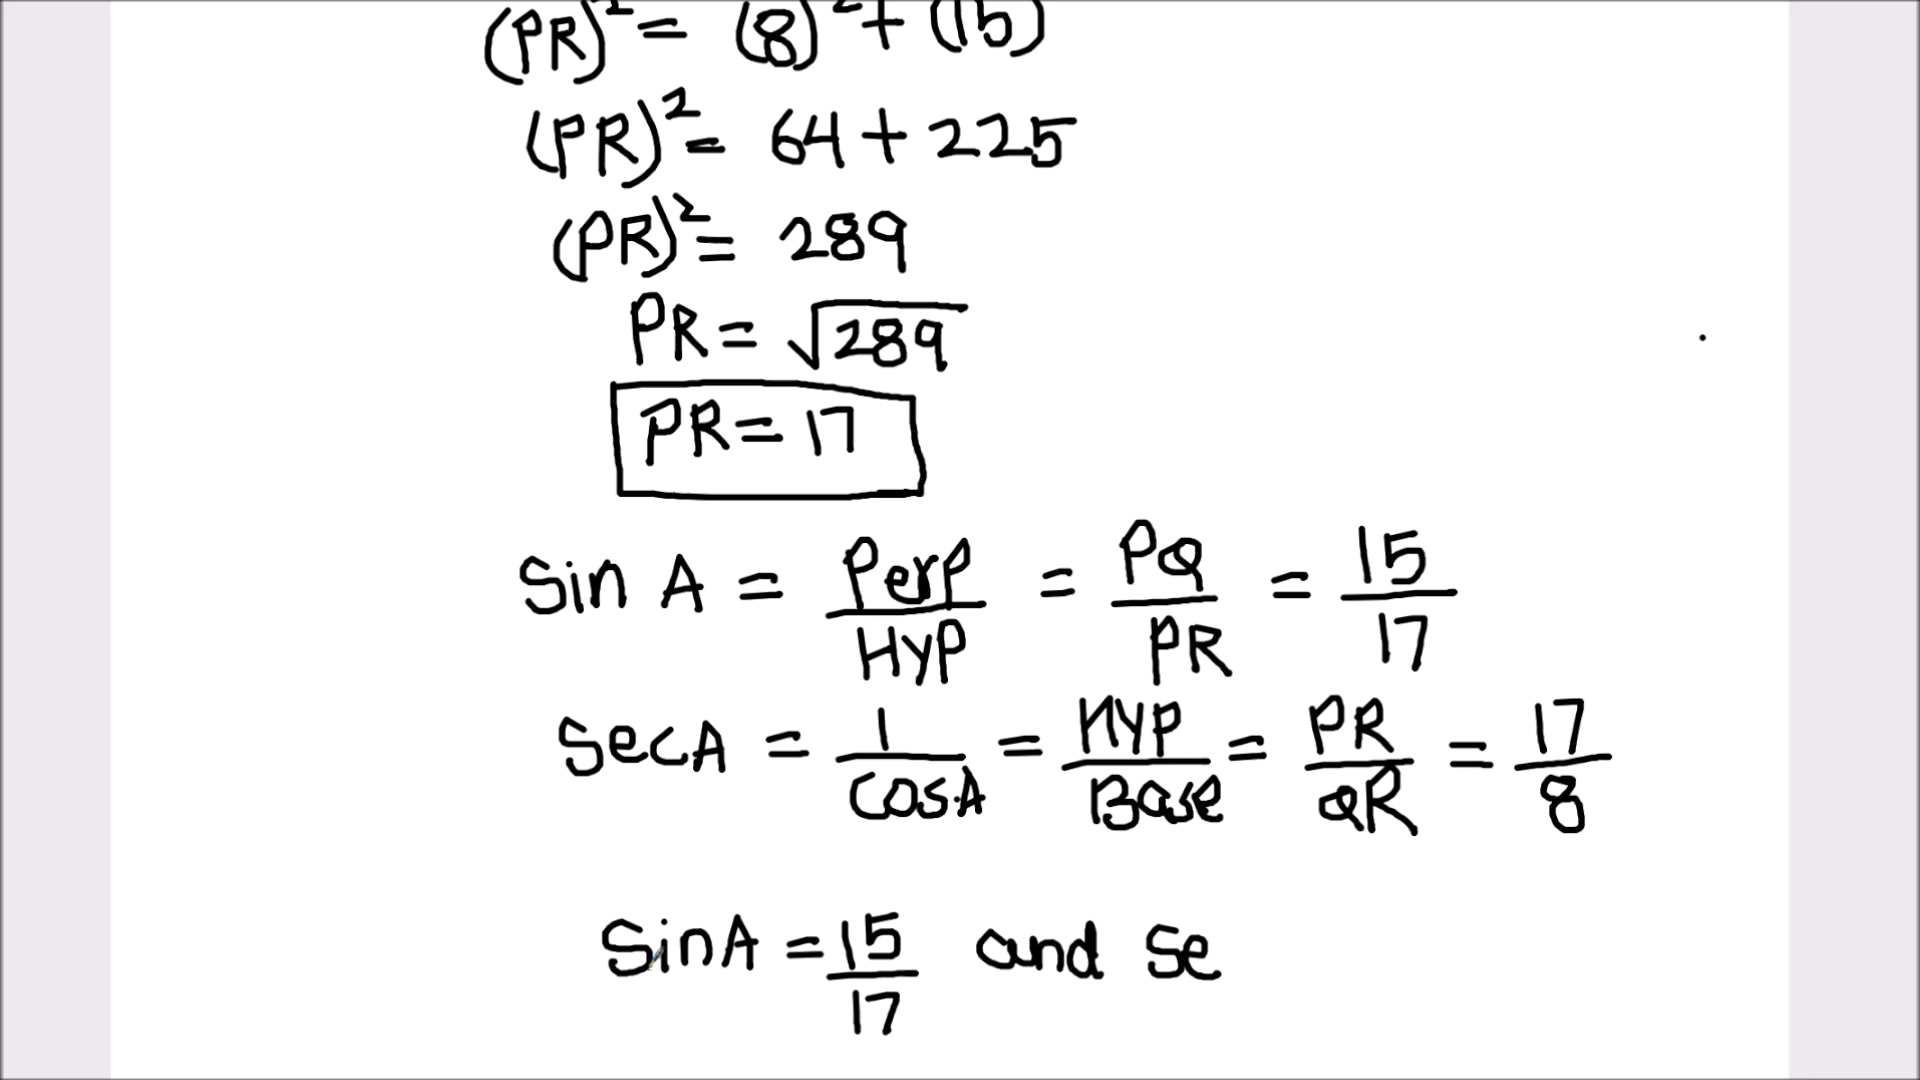 (PR)² = (8)² + (15)
(PR)² = 64 + 225
(PR)² = 289
PR = √289
PR = 17
Sin A = Perp/HYP = PQ/PR = 15/17
SecA = 1/CosA = HYP/Base = PR/QR = 17/8
SinA = 15/17 and Se